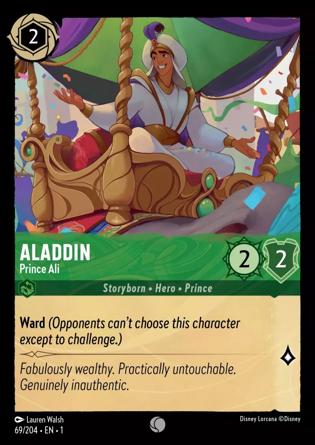 2
ALADDIN
Prince Ali
2 2
Storyborn • Hero • Prince
Ward (Opponents can't choose this character
except to challenge.)
Fabulously wealthy. Practically untouchable.
Genuinely inauthentic.
Lauren Walsh
69/204 • EN • 1
Disney Lorcana ©Disney